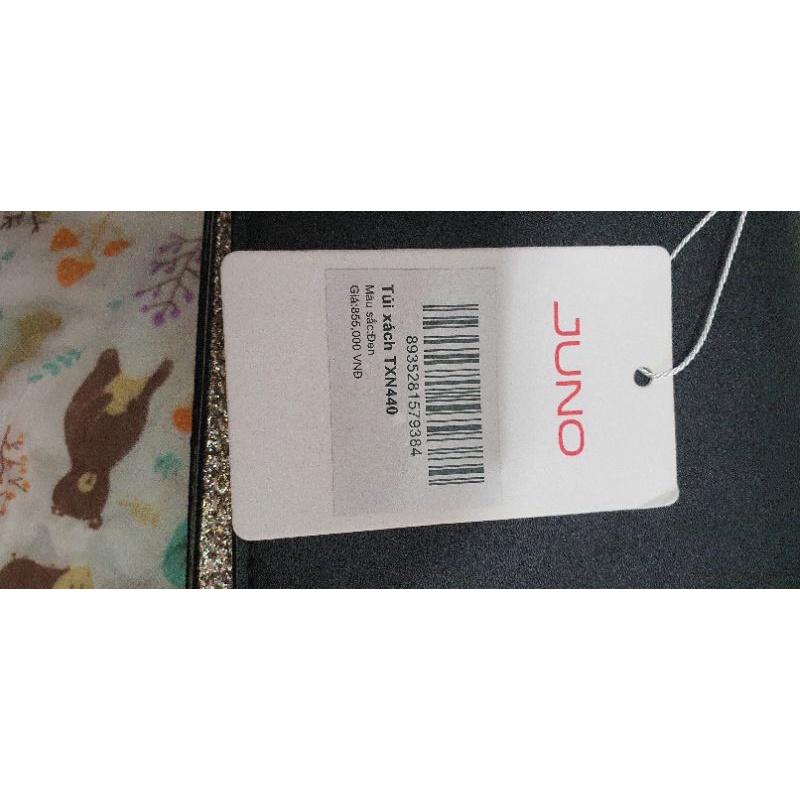 JUNO
8935281579384
Túi xách TXN440
Màu sắc:Đen
Giá:855,000 VNĐ